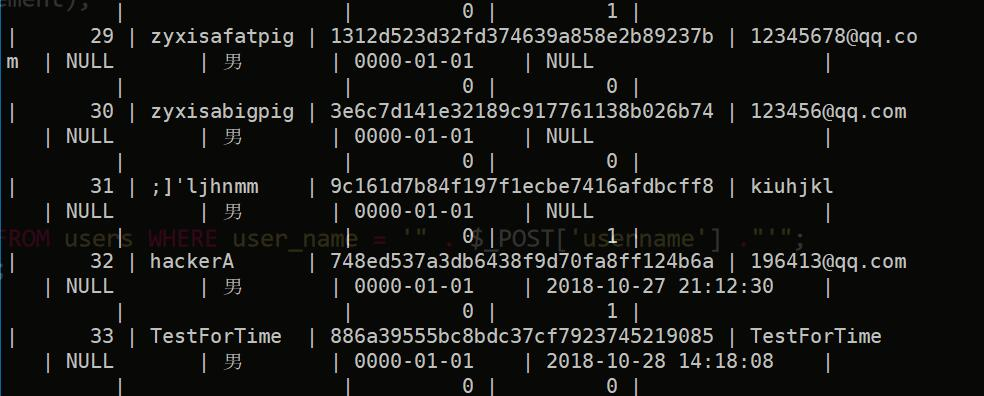 ement);
|                  |         0 |         1 |
|      29 | zyxisafatpig | 1312d523d32fd374639a858e2b89237b | 12345678@qq.co
m  | NULL       | 男       | 0000-01-01    | NULL                   |
|                  |         0 |         0 |
|      30 | zyxisabigpig | 3e6c7d141e32189c917761138b026b74 | 123456@qq.com
| NULL       | 男       | 0000-01-01    | NULL                   |
|                  |         0 |         0 |
|      31 | ;]'ljhnmm    | 9c161d7b84f197f1ecbe7416afdbcff8 | kiuhjkl
| NULL       | 男       | 0000-01-01    | NULL                   |
FROM users WHERE user_name = '" . $_POST['username'] ."'";
|                  |         0 |         1 |
;
|      32 | hackerA      | 748ed537a3db6438f9d70fa8ff124b6a | 196413@qq.com
| NULL       | 男       | 0000-01-01    | 2018-10-27 21:12:30    |
|                  |         0 |         1 |
|      33 | TestForTime  | 886a39555bc8bdc37cf7923745219085 | TestForTime
| NULL       | 男       | 0000-01-01    | 2018-10-28 14:18:08    |
|                  |         0 |         0 |